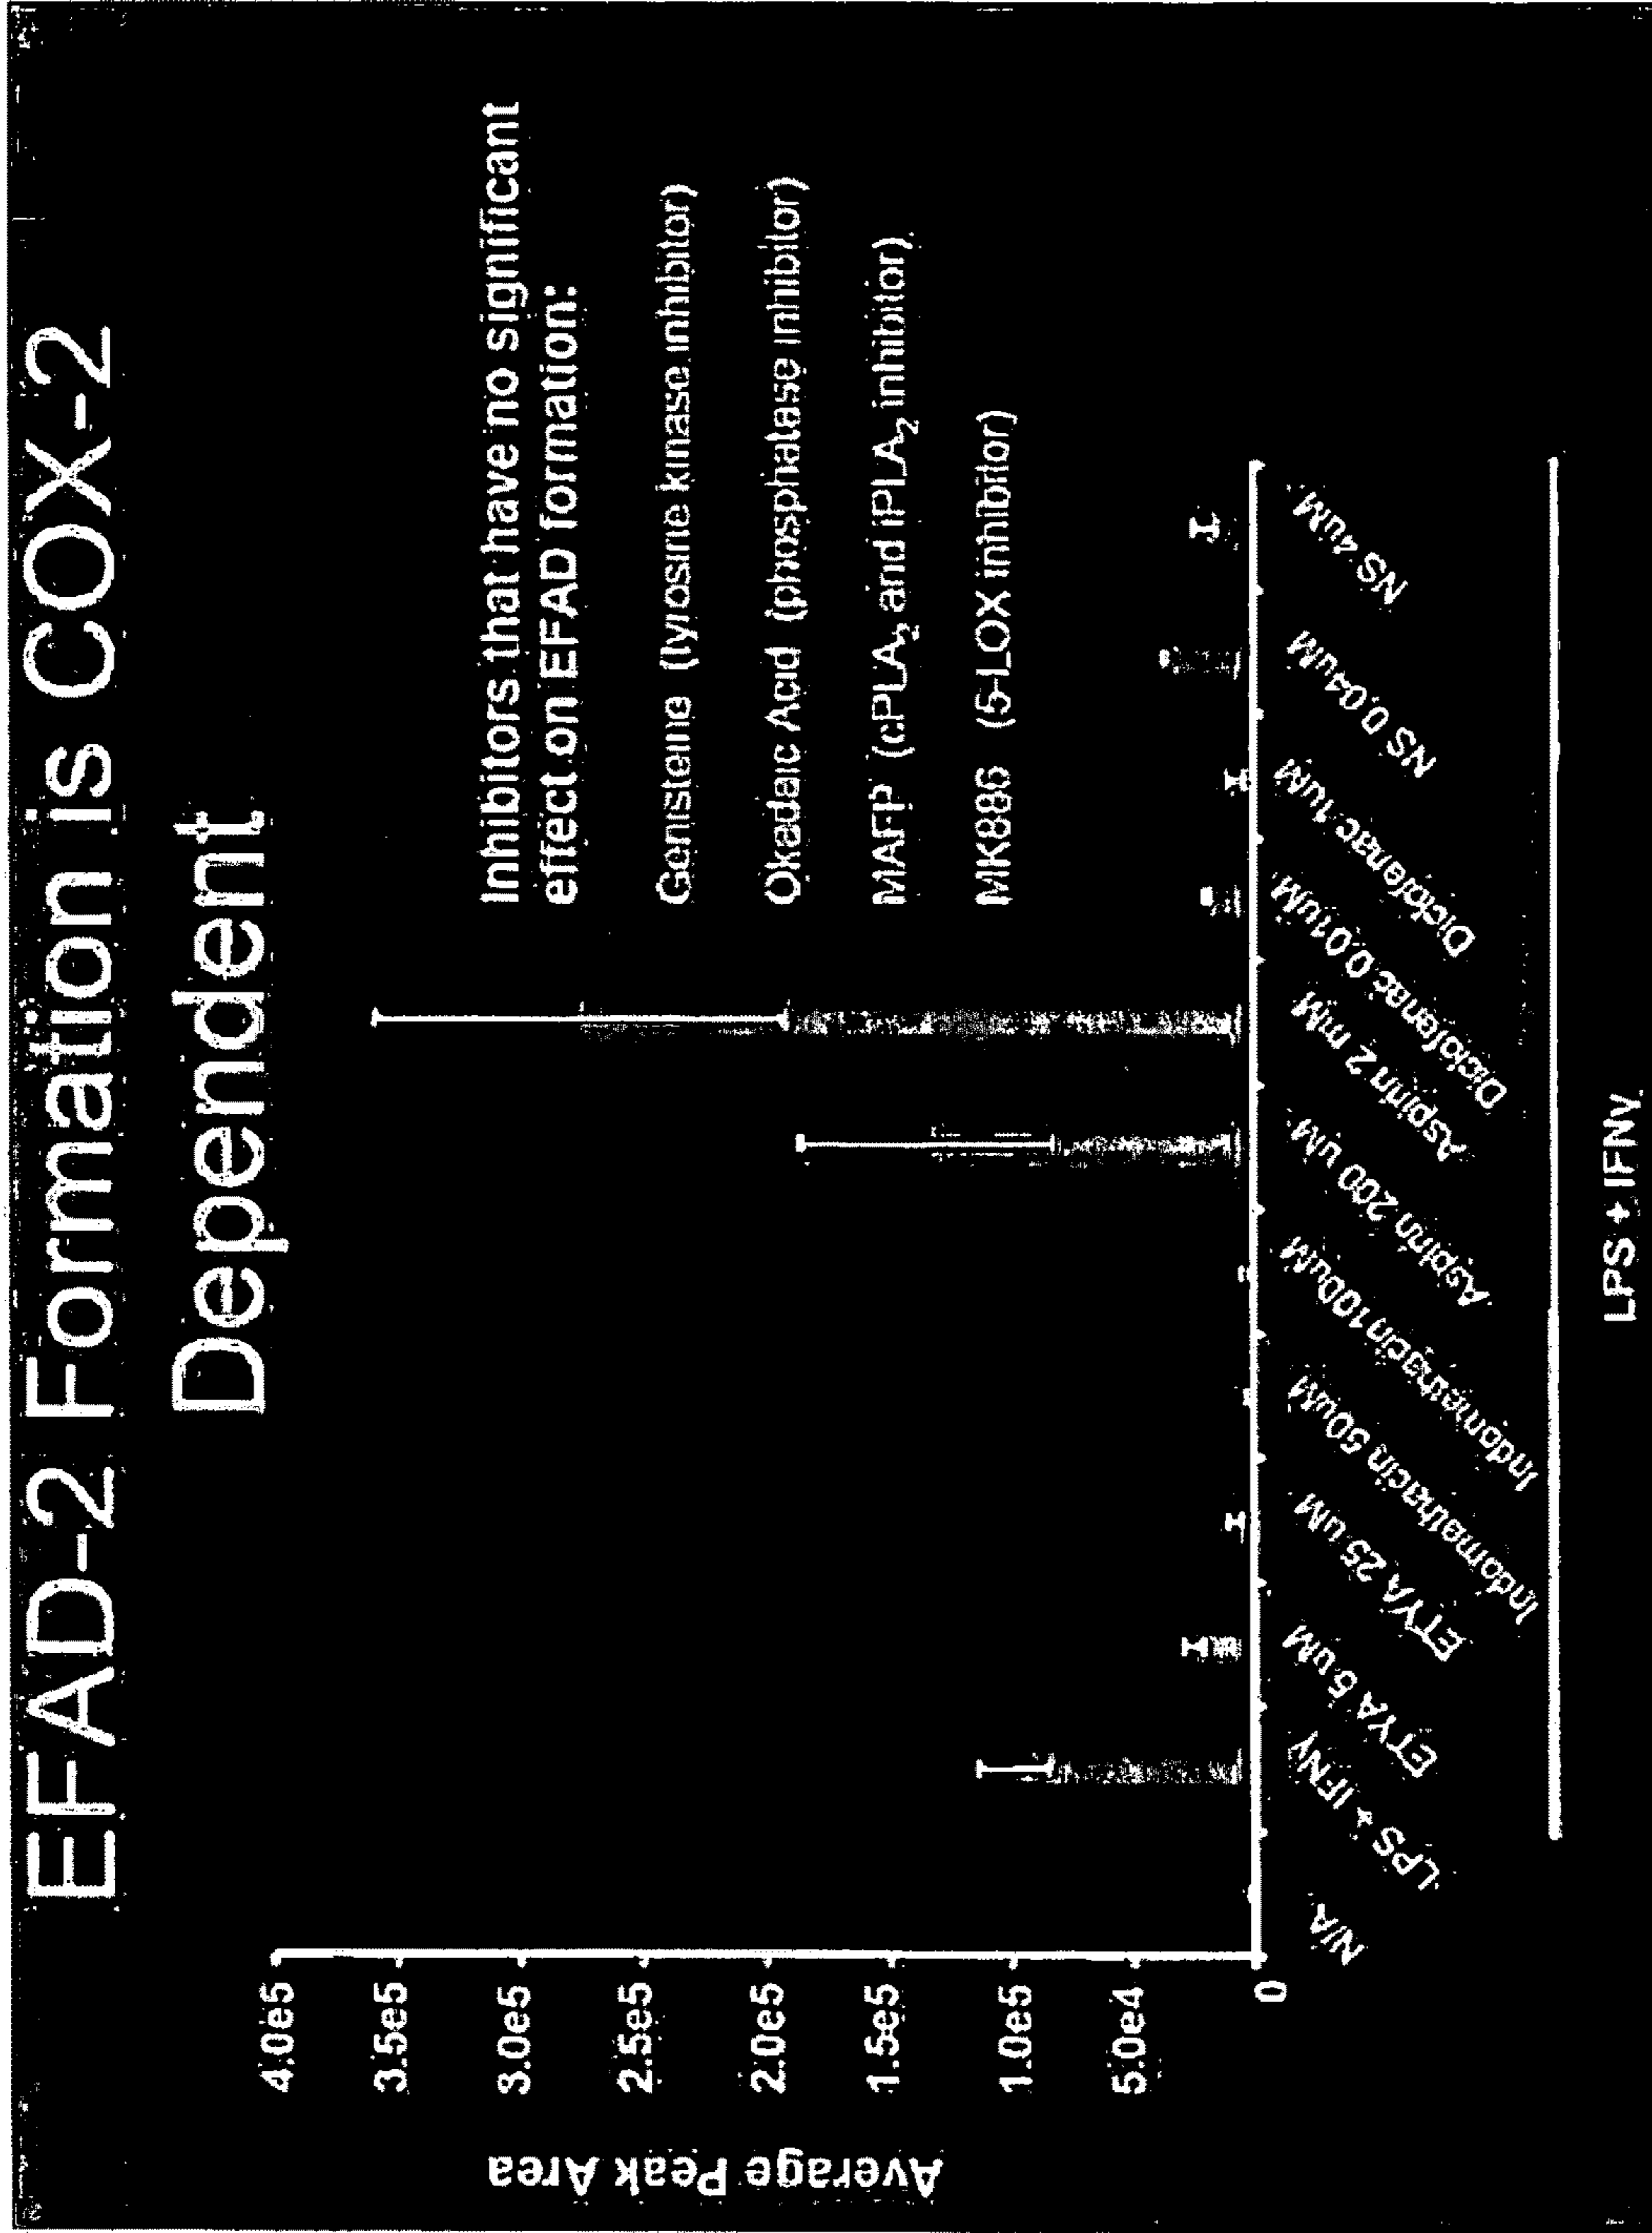 EFAD-2 Formation is COX-2
Dependent
Inhibitors that have no significant
effect on EFAD formation:
Genisteine (tyrosine kinase inhibitor)
Okadaic Acid (phosphatase inhibitor)
MAFP (cPLA₂ and iPLA₂ inhibitor)
MK886 (5-LOX inhibitor)
Average Peak Area
4.0e5
3.5e5
3.0e5
2.5e5
2.0e5
1.5e5
1.0e5
5.0e4
0
N/A
LPS + IFNγ
ETYA 5 uM
ETYA 25 uM
Indomethacin 50uM
Indomethacin 100uM
Aspirin 200 uM
Aspirin 2 mM
Diclofenac 0.01uM
Diclofenac 1uM
NS 0.04uM
NS 4uM
LPS + IFNγ